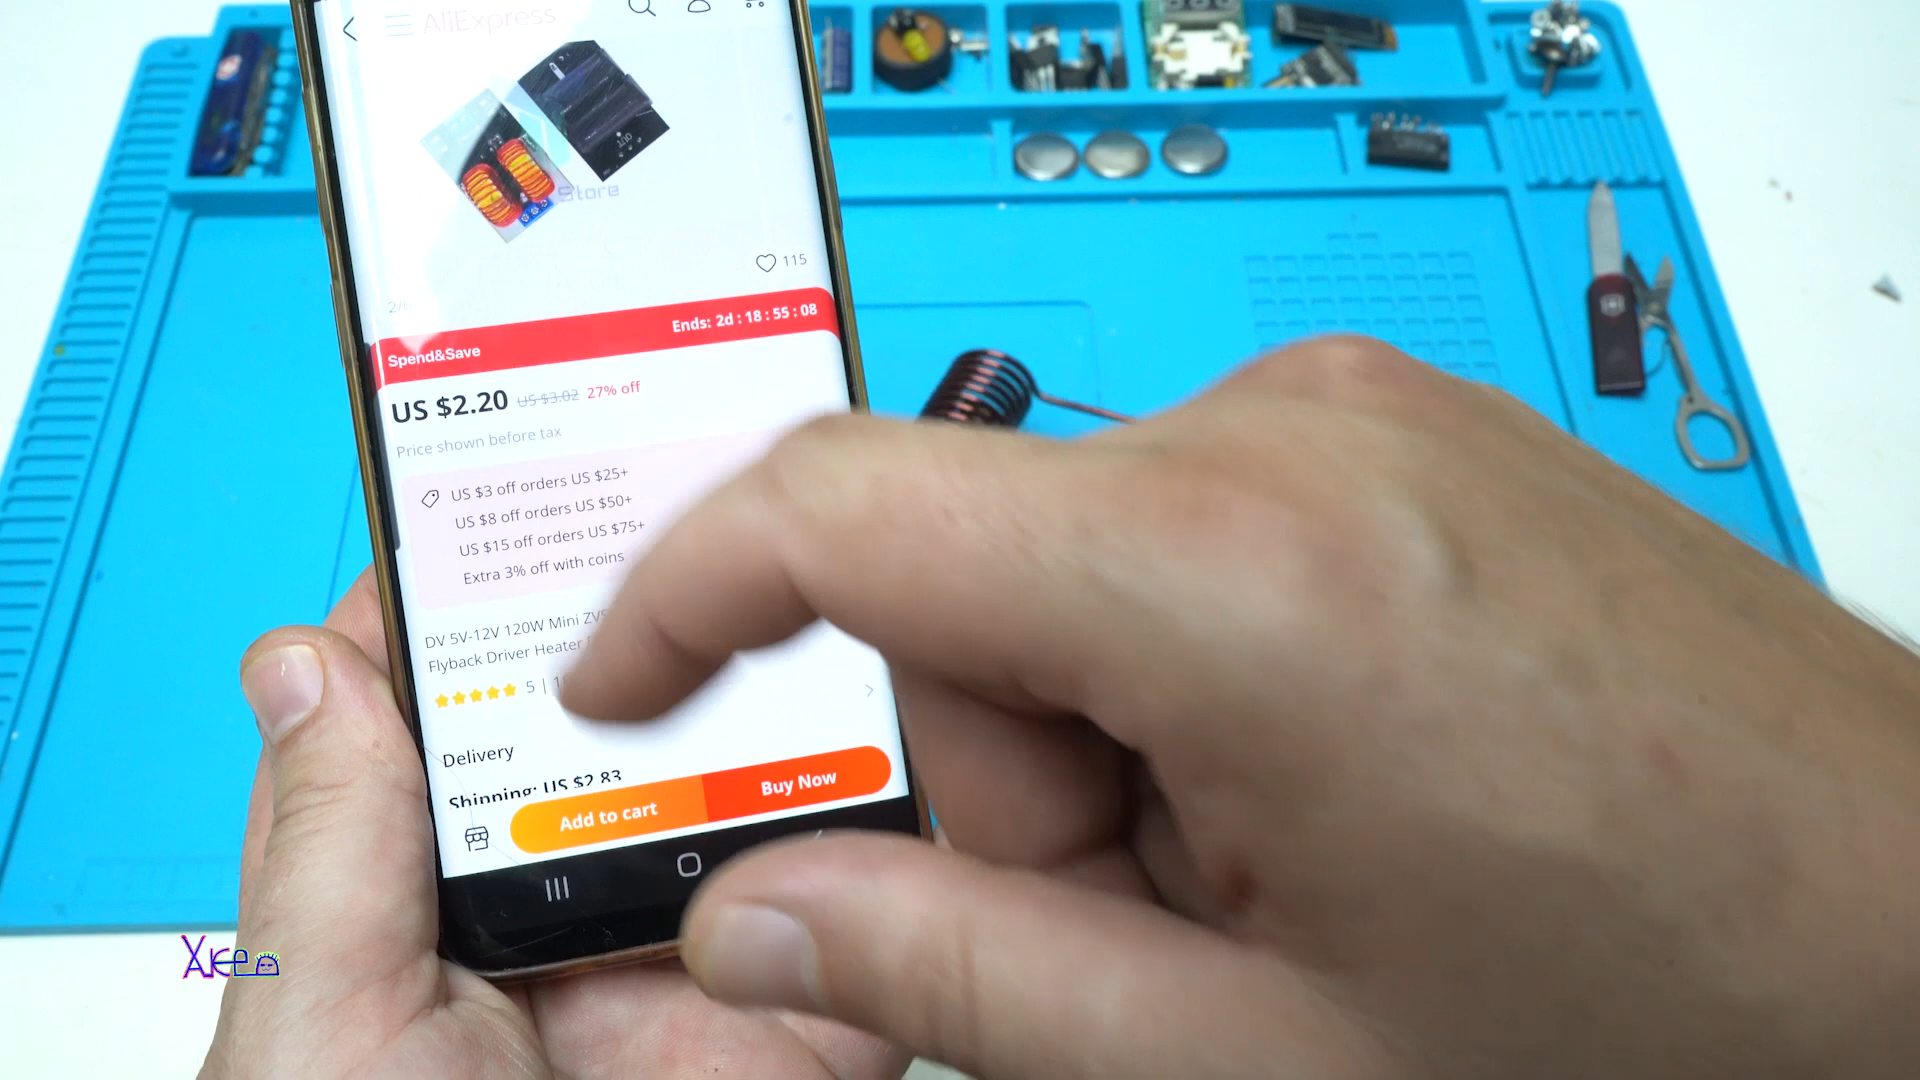 AliExpress
OUT
Store
115
Ends: 2d : 18 : 55 : 08
Spend&Save
US $2.20 US $3.02 27% off
Price shown before tax
US $3 off orders US $25+
US $8 off orders US $50+
US $15 off orders US $75+
Extra 3% off with coins
DV 5V-12V 120W Mini ZVS
Flyback Driver Heater
5 |
Delivery
Shipping: US $2.83
Add to cart
Buy Now